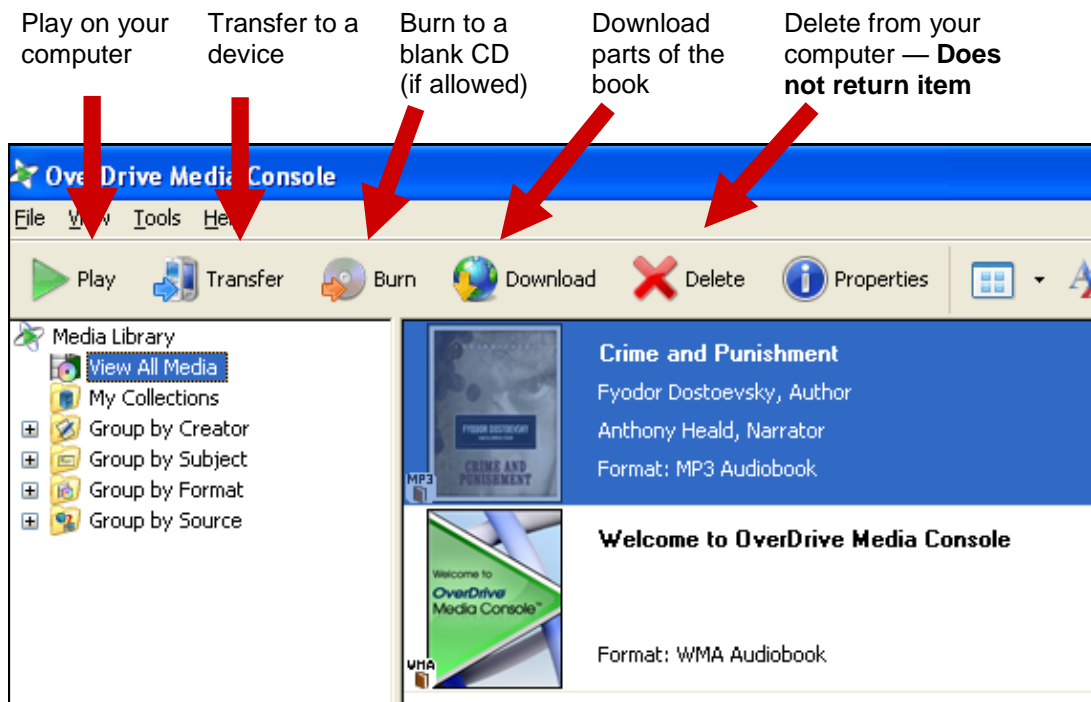 Play on your
computer
Transfer to a
device
Burn to a
blank CD
(if allowed)
Download
parts of the
book
Delete from your
computer — Does
not return item
OverDrive Media Console
File View Tools Help
Play Transfer Burn Download Delete Properties
Media Library
View All Media
My Collections
Group by Creator
Group by Subject
Group by Format
Group by Source
FYODOR DOSTOEVSKY
CRIME AND
PUNISHMENT
MP3
Crime and Punishment
Fyodor Dostoevsky, Author
Anthony Heald, Narrator
Format: MP3 Audiobook
Welcome to
OverDrive
Media Console™
WMA
Welcome to OverDrive Media Console
Format: WMA Audiobook